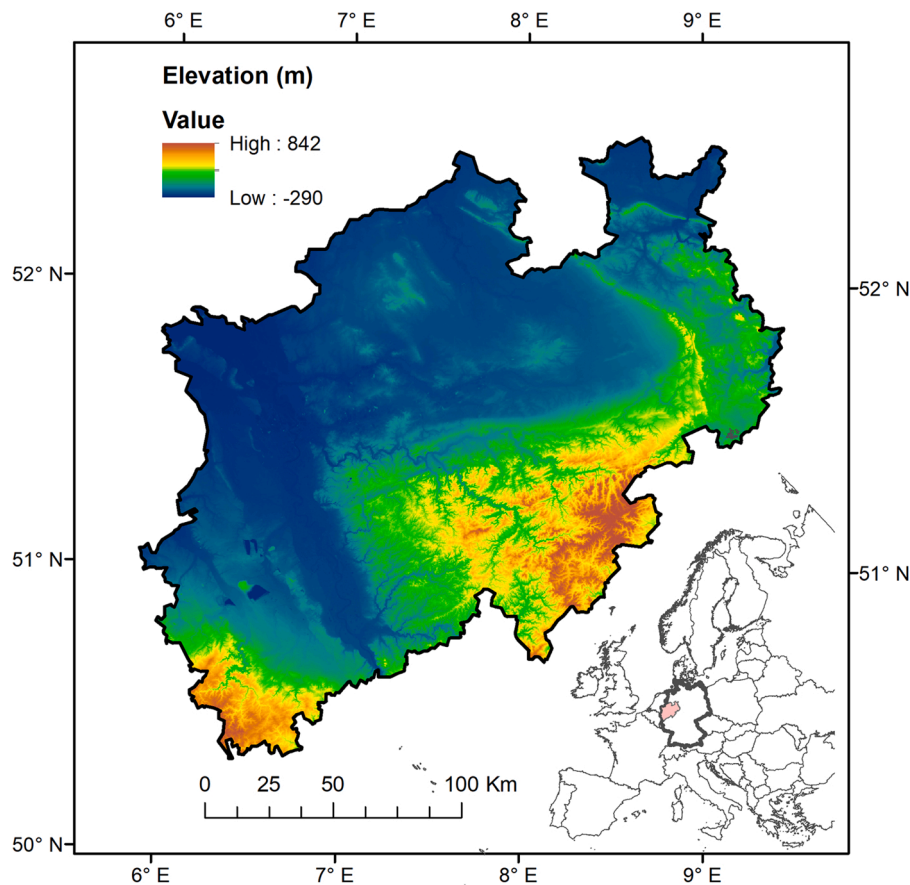 6° E 7° E 8° E 9° E
Elevation (m)
Value
High : 842
Low : -290
52° N 52° N
51° N 51° N
0 25 50 100 Km
50° N
6° E 7° E 8° E 9° E